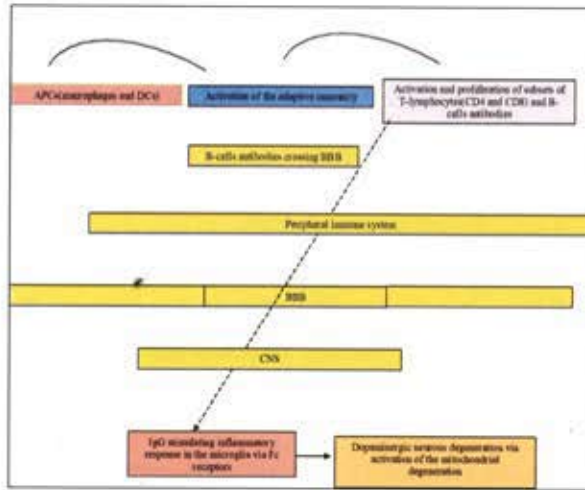 APCs(macrophages and DCs)
Activation of the adaptive immunity
Activation and proliferation of subsets of
T-lymphocytes(CD4 and CD8) and B-
cells antibodies
B-cells antibodies crossing BBB
Peripheral immune system
BBB
CNS
IgG stimulating inflammatory
response in the microglia via Fc
receptors
Dopaminergic neurons degeneration via
activation of the mitochondrial
degeneration